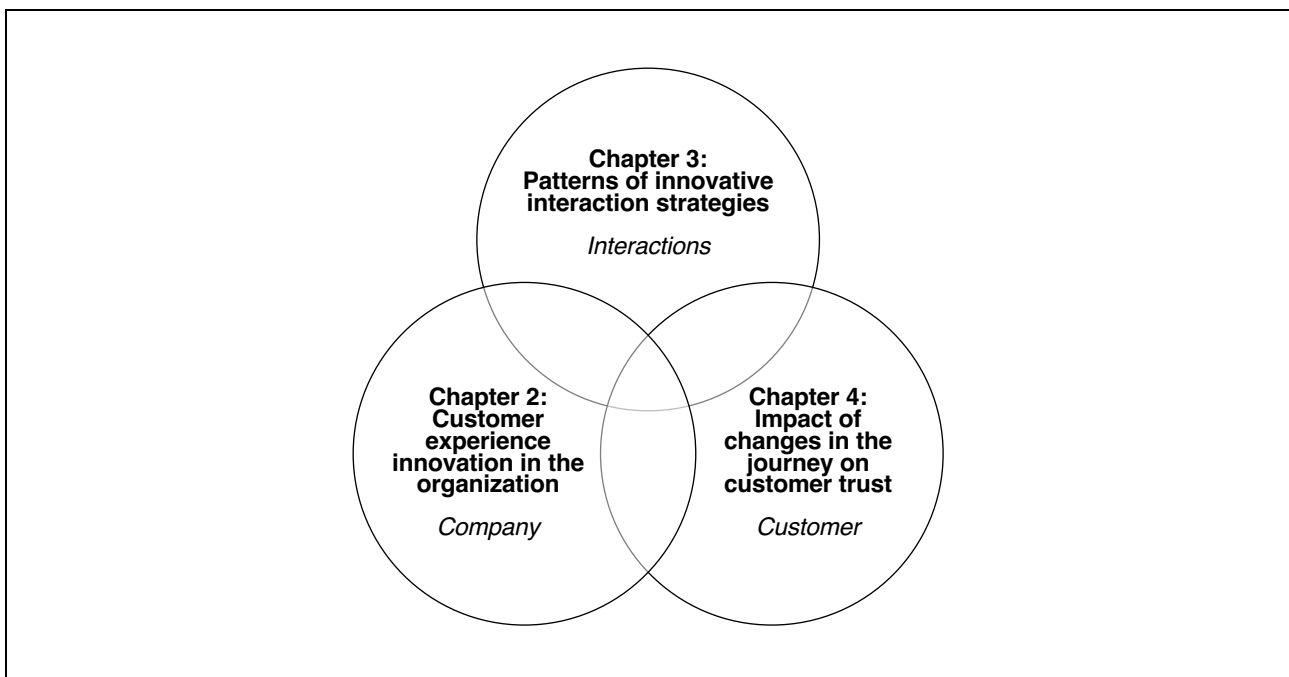 Chapter 3:
Patterns of innovative
interaction strategies
Interactions
Chapter 2:
Customer
experience
innovation in the
organization
Company
Chapter 4:
Impact of
changes in the
journey on
customer trust
Customer